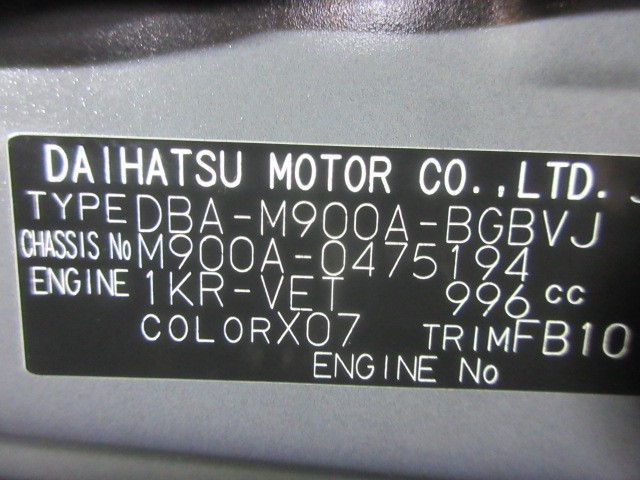 DAIHATSU MOTOR CO.,LTD.
TYPE DBA-M900A-BGBVJ
CHASSIS No M900A-0475194
ENGINE 1KR-VET 996 cc
COLOR X07 TRIM FB10
ENGINE No